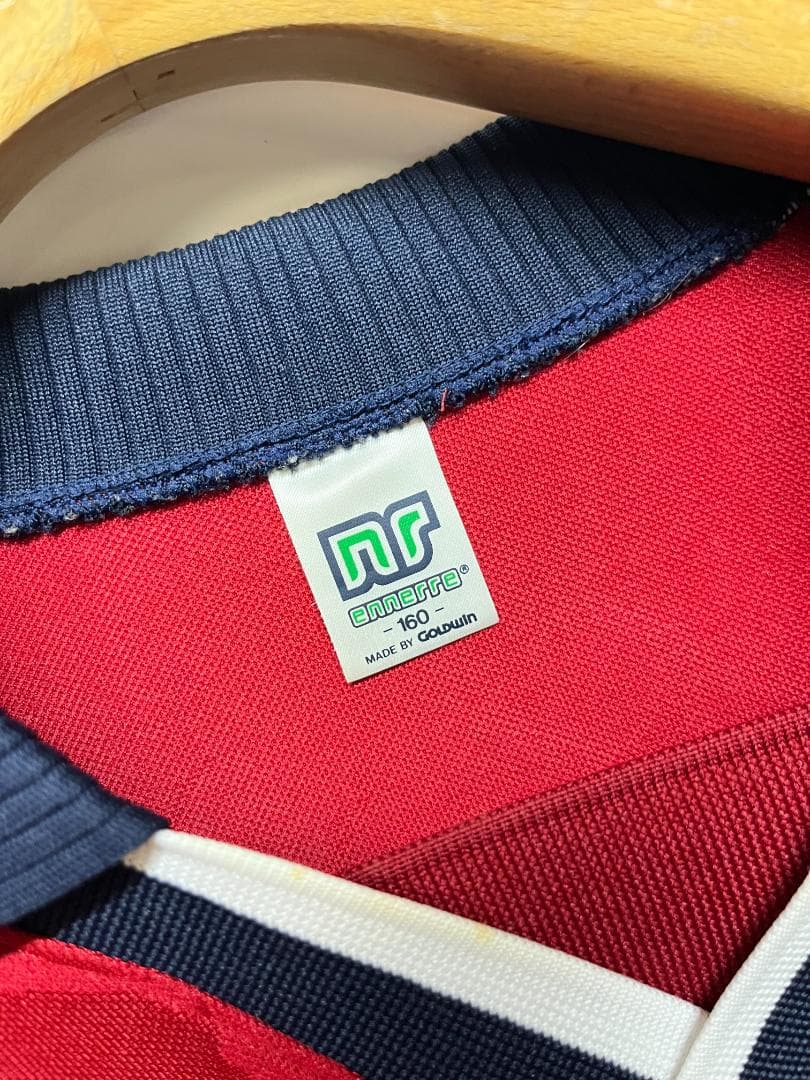 nr
ennerre®
- 160 -
MADE BY GOLDWIN